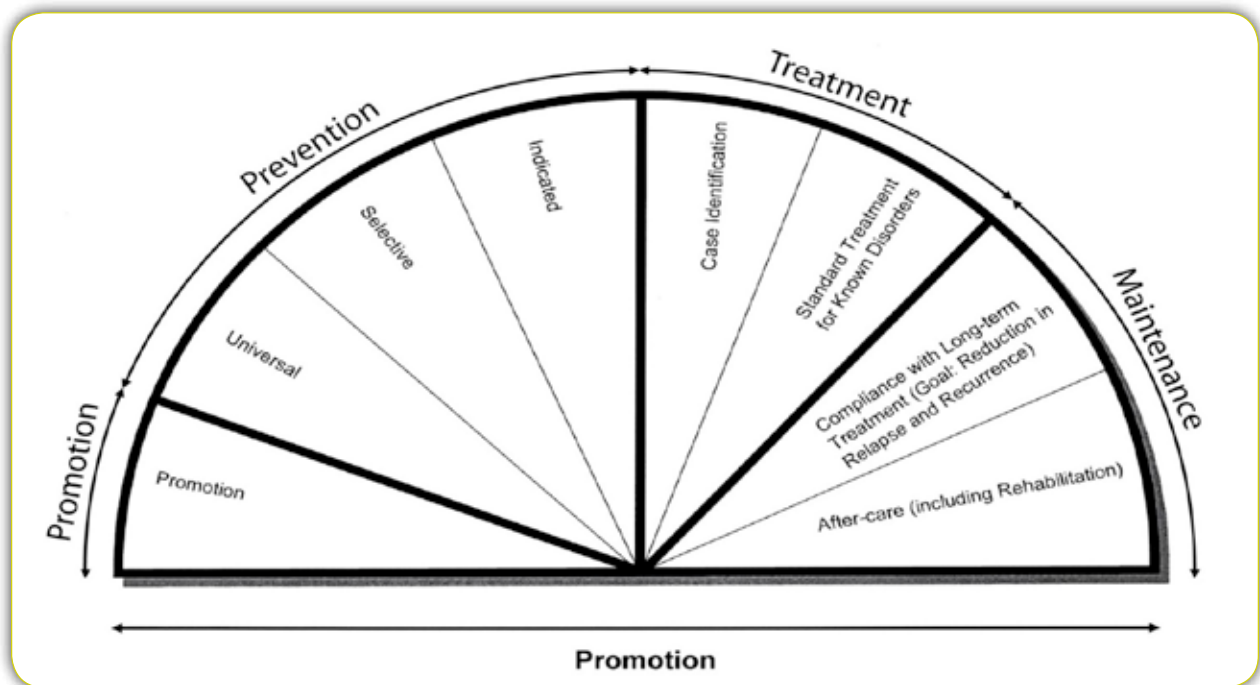 Promotion
Prevention
Treatment
Maintenance
Promotion
Universal
Selective
Indicated
Case Identification
Standard Treatment
for Known Disorders
Compliance with Long-term
Treatment (Goal: Reduction in
Relapse and Recurrence)
After-care (including Rehabilitation)
Promotion